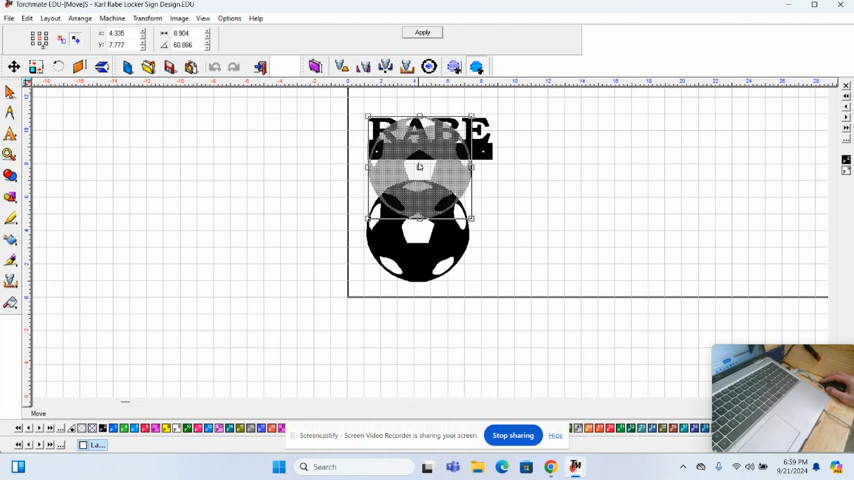 Torchmate EDU-[Move]S - Karl Rabe Locker Sign Design.EDU
File Edit Layout Arrange Machine Transform Image View Options Help
x: 4.335 8.904
y: 7.777 60.866
Apply
RABE
Move
La...
Screencastify - Screen Video Recorder is sharing your screen. Stop sharing Hide
Search
6:59 PM
9/21/2024